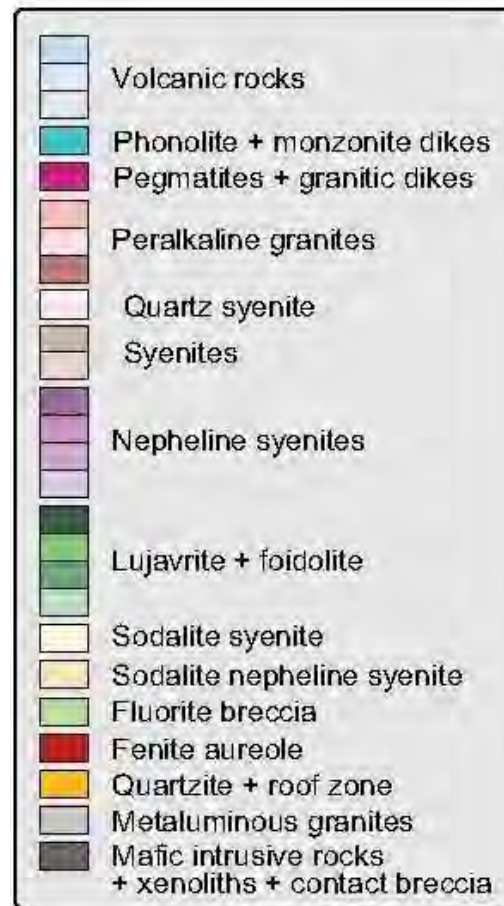 Volcanic rocks
Phonolite + monzonite dikes
Pegmatites + granitic dikes
Peralkaline granites
Quartz syenite
Syenites
Nepheline syenites
Lujavrite + foidolite
Sodalite syenite
Sodalite nepheline syenite
Fluorite breccia
Fenite aureole
Quartzite + roof zone
Metaluminous granites
Mafic intrusive rocks
+ xenoliths + contact breccia